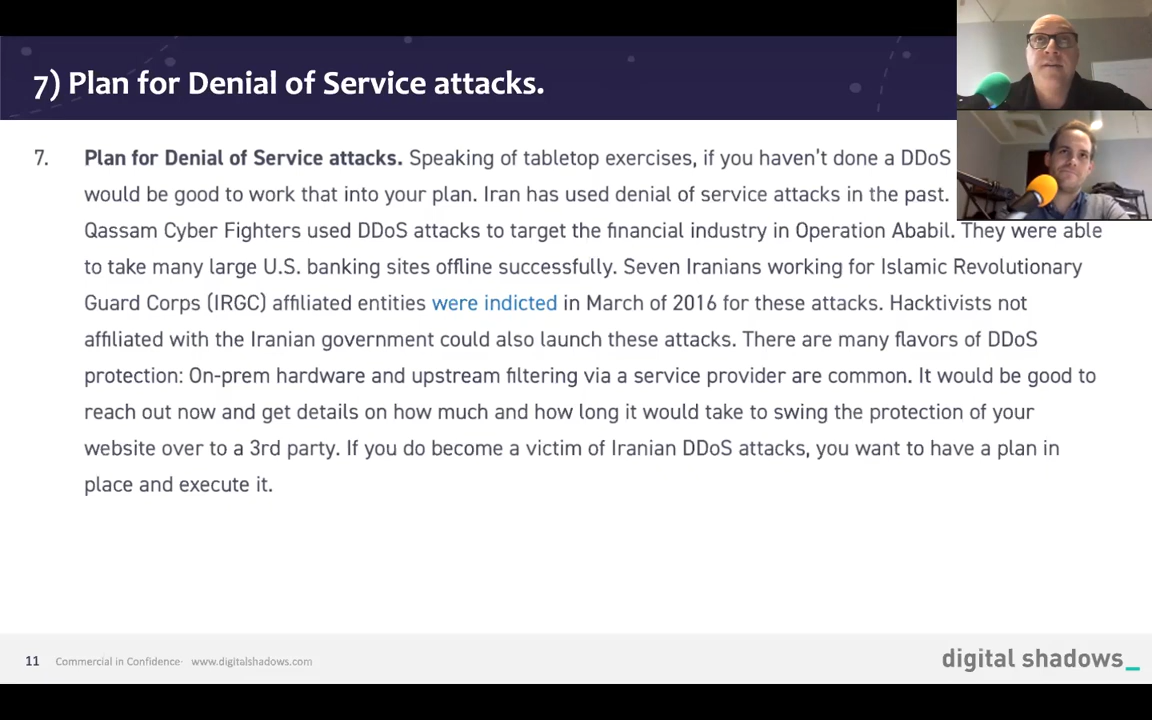 7) Plan for Denial of Service attacks.
7. Plan for Denial of Service attacks. Speaking of tabletop exercises, if you haven’t done a DDoS
would be good to work that into your plan. Iran has used denial of service attacks in the past.
Qassam Cyber Fighters used DDoS attacks to target the financial industry in Operation Ababil. They were able
to take many large U.S. banking sites offline successfully. Seven Iranians working for Islamic Revolutionary
Guard Corps (IRGC) affiliated entities were indicted in March of 2016 for these attacks. Hacktivists not
affiliated with the Iranian government could also launch these attacks. There are many flavors of DDoS
protection: On-prem hardware and upstream filtering via a service provider are common. It would be good to
reach out now and get details on how much and how long it would take to swing the protection of your
website over to a 3rd party. If you do become a victim of Iranian DDoS attacks, you want to have a plan in
place and execute it.
11 Commercial in Confidence· www.digitalshadows.com
digital shadows_